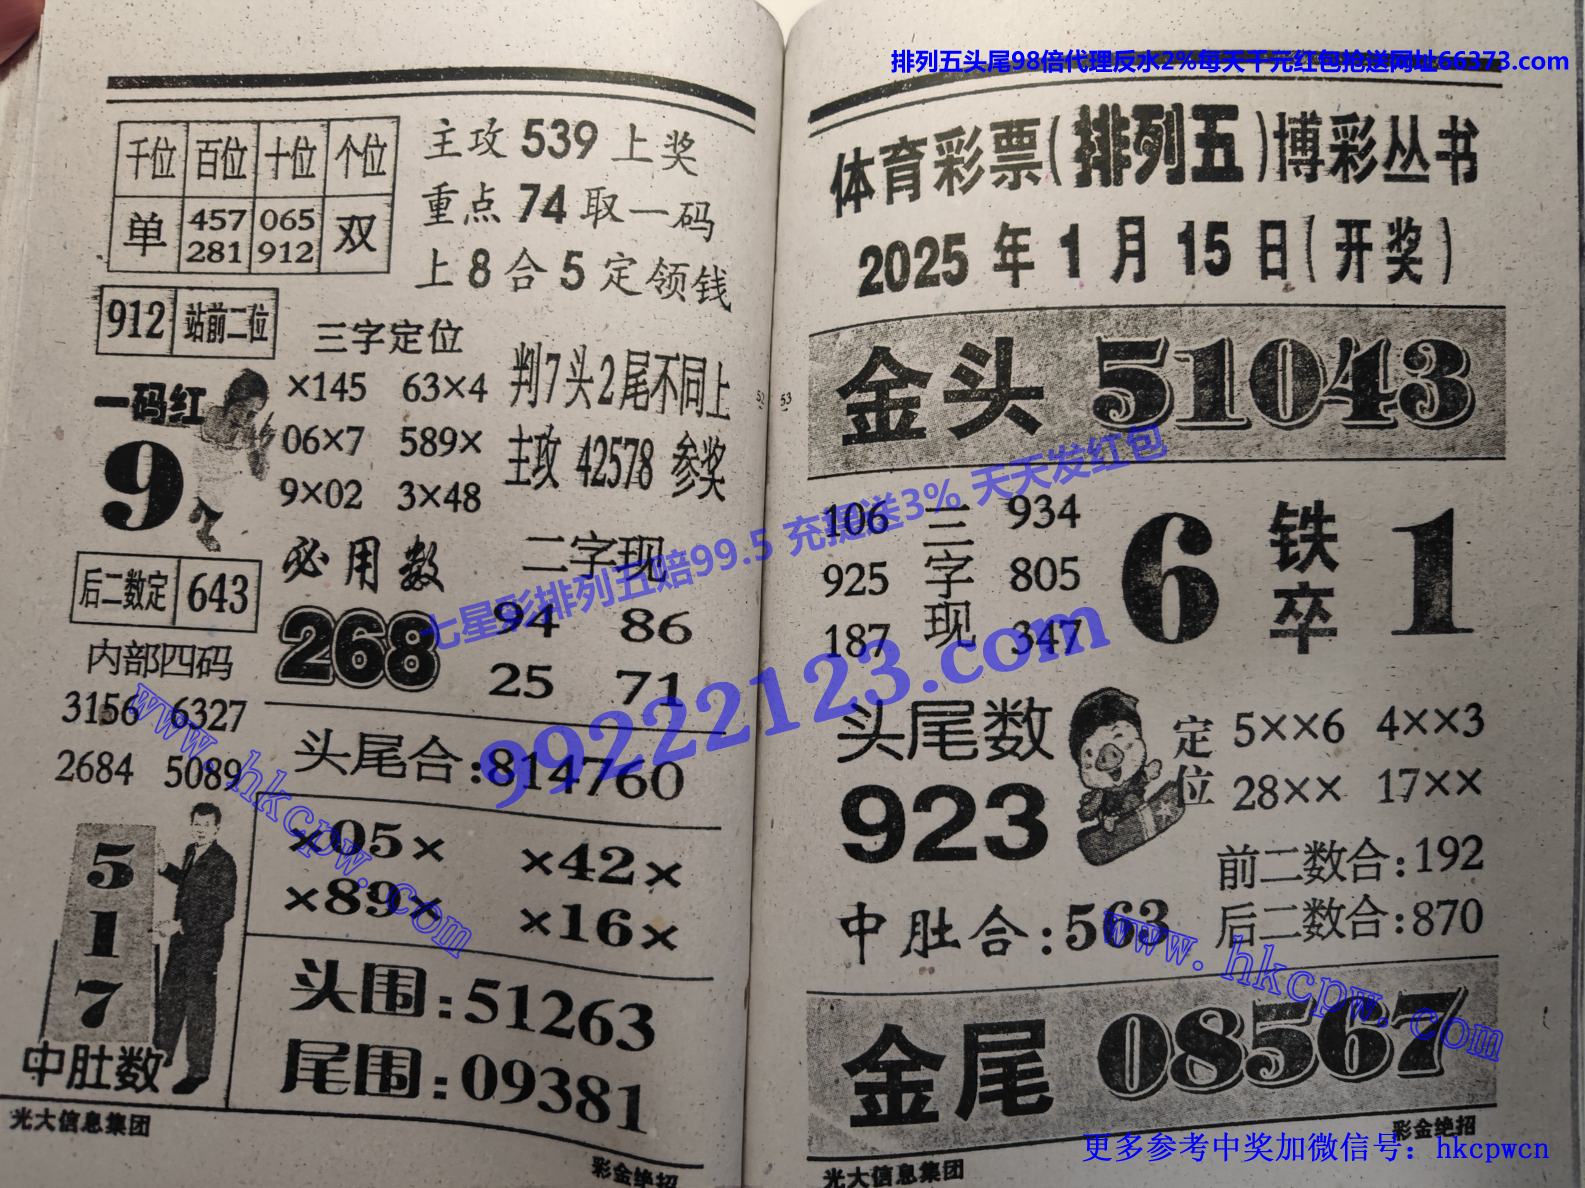 排列五头尾98倍代理反水2%每天千元红包抢送网址66373.com
千位 百位 十位 个位
单 457 065 双
281 912
主攻 539 上奖
重点 74 取一码
上 8 合 5 定领钱
912 站前二位
一码红
9
三字定位
×145 63×4
06×7 589×
9×02 3×48
判7头2尾不同上
主攻 42578 参奖
后二数定 643
必用数
268
二字现
94 86
25 71
内部四码
3156 6327
2684 5089
头尾合:814760
5
1
7
中肚数
×05× ×42×
×89× ×16×
头围:51263
尾围:09381
光大信息集团
彩金绝招
52
53
体育彩票(排列五)博彩丛书
2025年1月15日(开奖)
金头 51043
106 三 934
925 字 805
187 现 347
6 铁卒 1
头尾数
923
定位
5××6 4××3
28×× 17××
前二数合:192
中肚合:563
后二数合:870
金尾 08567
光大信息集团
彩金绝招
七星彩排列五赔99.5 充提送3% 天天发红包
99222123.com
www.hkcpw.com
www.hkcpw.com
更多参考中奖加微信号：hkcpwcn